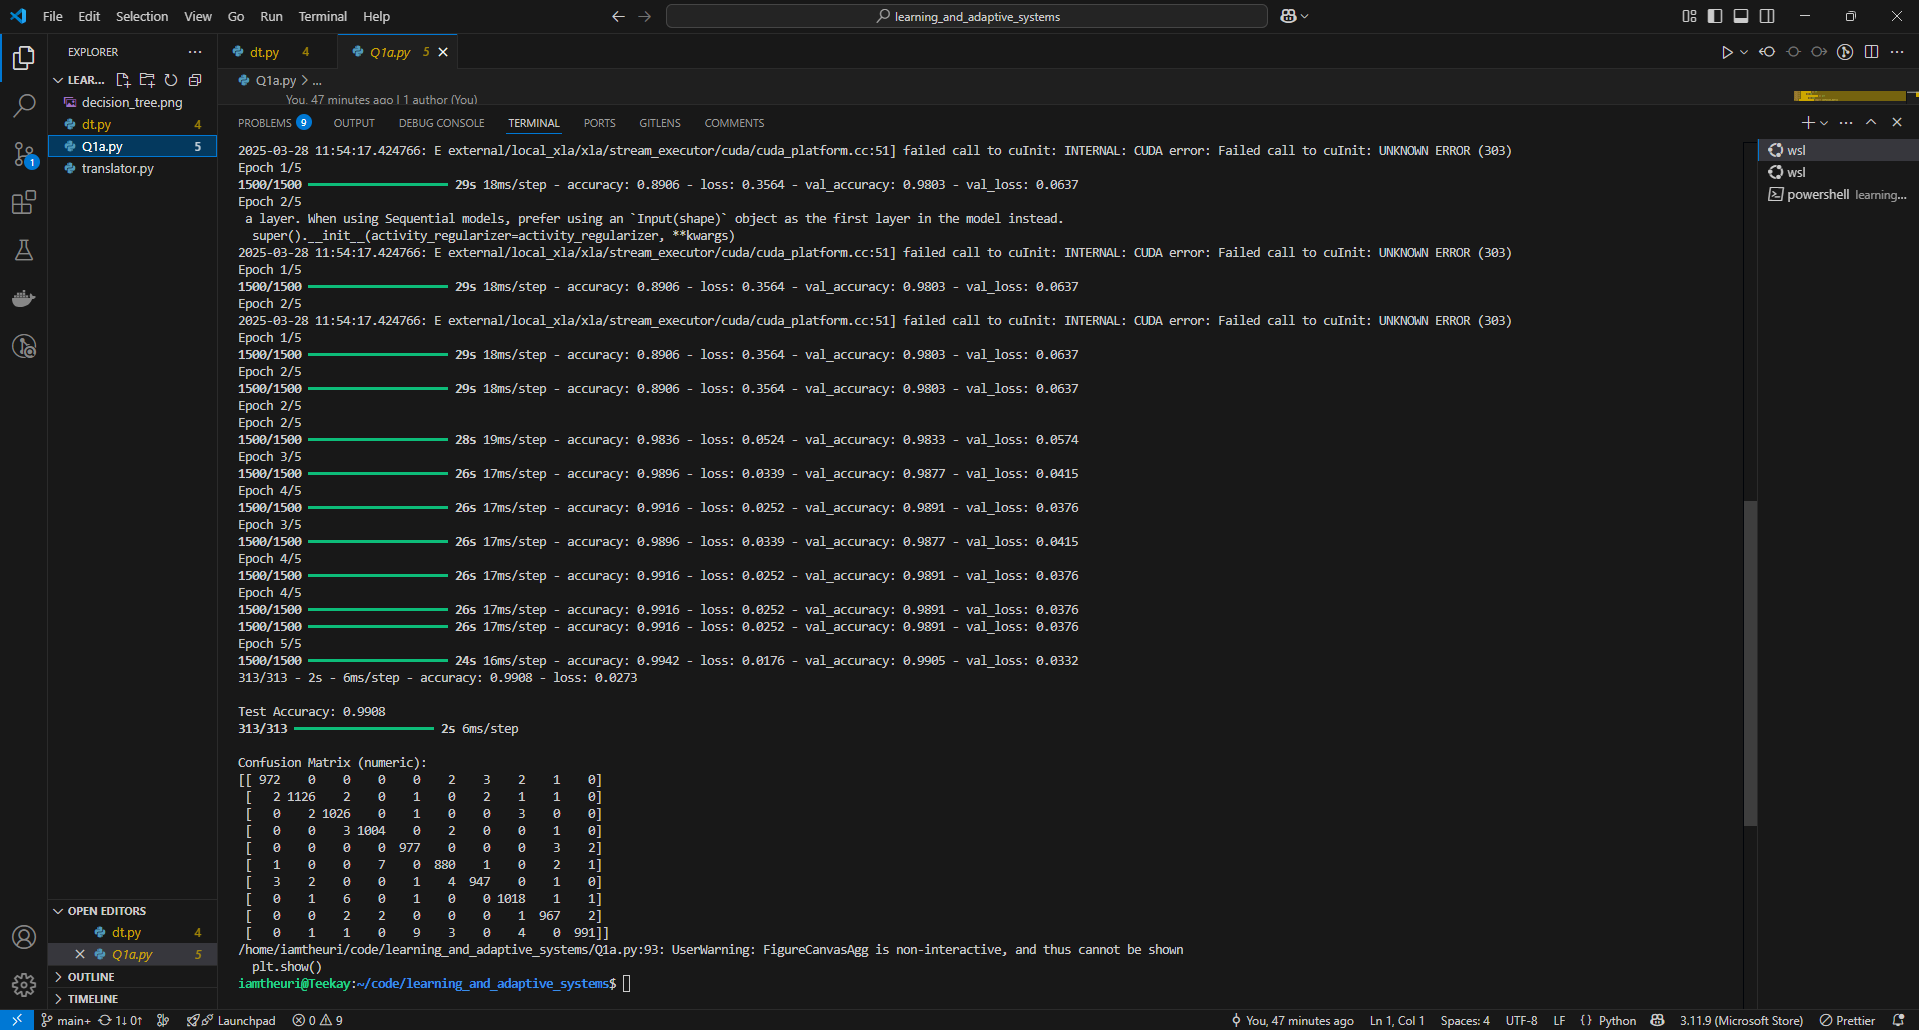 File Edit Selection View Go Run Terminal Help
learning_and_adaptive_systems
EXPLORER
LEAR...
decision_tree.png
dt.py 4
Q1a.py 5
translator.py
OPEN EDITORS
dt.py 4
Q1a.py 5
OUTLINE
TIMELINE
dt.py 4 Q1a.py 5
Q1a.py > ...
You, 47 minutes ago | 1 author (You)
PROBLEMS 9 OUTPUT DEBUG CONSOLE TERMINAL PORTS GITLENS COMMENTS
2025-03-28 11:54:17.424766: E external/local_xla/xla/stream_executor/cuda/cuda_platform.cc:51] failed call to cuInit: INTERNAL: CUDA error: Failed call to cuInit: UNKNOWN ERROR (303)
Epoch 1/5
1500/1500 29s 18ms/step - accuracy: 0.8906 - loss: 0.3564 - val_accuracy: 0.9803 - val_loss: 0.0637
Epoch 2/5
a layer. When using Sequential models, prefer using an `Input(shape)` object as the first layer in the model instead.
super().__init__(activity_regularizer=activity_regularizer, **kwargs)
2025-03-28 11:54:17.424766: E external/local_xla/xla/stream_executor/cuda/cuda_platform.cc:51] failed call to cuInit: INTERNAL: CUDA error: Failed call to cuInit: UNKNOWN ERROR (303)
Epoch 1/5
1500/1500 29s 18ms/step - accuracy: 0.8906 - loss: 0.3564 - val_accuracy: 0.9803 - val_loss: 0.0637
Epoch 2/5
2025-03-28 11:54:17.424766: E external/local_xla/xla/stream_executor/cuda/cuda_platform.cc:51] failed call to cuInit: INTERNAL: CUDA error: Failed call to cuInit: UNKNOWN ERROR (303)
Epoch 1/5
1500/1500 29s 18ms/step - accuracy: 0.8906 - loss: 0.3564 - val_accuracy: 0.9803 - val_loss: 0.0637
Epoch 2/5
1500/1500 29s 18ms/step - accuracy: 0.8906 - loss: 0.3564 - val_accuracy: 0.9803 - val_loss: 0.0637
Epoch 2/5
Epoch 2/5
1500/1500 28s 19ms/step - accuracy: 0.9836 - loss: 0.0524 - val_accuracy: 0.9833 - val_loss: 0.0574
Epoch 3/5
1500/1500 26s 17ms/step - accuracy: 0.9896 - loss: 0.0339 - val_accuracy: 0.9877 - val_loss: 0.0415
Epoch 4/5
1500/1500 26s 17ms/step - accuracy: 0.9916 - loss: 0.0252 - val_accuracy: 0.9891 - val_loss: 0.0376
Epoch 3/5
1500/1500 26s 17ms/step - accuracy: 0.9896 - loss: 0.0339 - val_accuracy: 0.9877 - val_loss: 0.0415
Epoch 4/5
1500/1500 26s 17ms/step - accuracy: 0.9916 - loss: 0.0252 - val_accuracy: 0.9891 - val_loss: 0.0376
Epoch 4/5
1500/1500 26s 17ms/step - accuracy: 0.9916 - loss: 0.0252 - val_accuracy: 0.9891 - val_loss: 0.0376
1500/1500 26s 17ms/step - accuracy: 0.9916 - loss: 0.0252 - val_accuracy: 0.9891 - val_loss: 0.0376
Epoch 5/5
1500/1500 24s 16ms/step - accuracy: 0.9942 - loss: 0.0176 - val_accuracy: 0.9905 - val_loss: 0.0332
313/313 - 2s - 6ms/step - accuracy: 0.9908 - loss: 0.0273
Test Accuracy: 0.9908
313/313 2s 6ms/step
Confusion Matrix (numeric):
[[ 972 0 0 0 0 2 3 2 1 0]
[ 2 1126 2 0 1 0 2 1 1 0]
[ 0 2 1026 0 1 0 0 3 0 0]
[ 0 0 3 1004 0 2 0 0 1 0]
[ 0 0 0 0 977 0 0 0 3 2]
[ 1 0 0 7 0 880 1 0 2 1]
[ 3 2 0 0 1 4 947 0 1 0]
[ 0 1 6 0 1 0 0 1018 1 1]
[ 0 0 2 2 0 0 0 1 967 2]
[ 0 1 1 0 9 3 0 4 0 991]]
/home/iamtheuri/code/learning_and_adaptive_systems/Q1a.py:93: UserWarning: FigureCanvasAgg is non-interactive, and thus cannot be shown
plt.show()
iamtheuri@Teekay:~/code/learning_and_adaptive_systems$
wsl
wsl
powershell learning...
main+ 1↓ 0↑ Launchpad 0 9 You, 47 minutes ago Ln 1, Col 1 Spaces: 4 UTF-8 LF {} Python 3.11.9 (Microsoft Store) Prettier